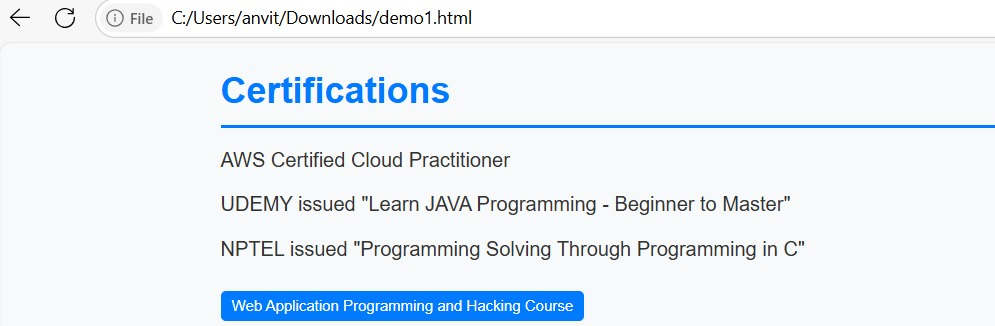 File C:/Users/anvit/Downloads/demo1.html
Certifications
AWS Certified Cloud Practitioner
UDEMY issued "Learn JAVA Programming - Beginner to Master"
NPTEL issued "Programming Solving Through Programming in C"
Web Application Programming and Hacking Course